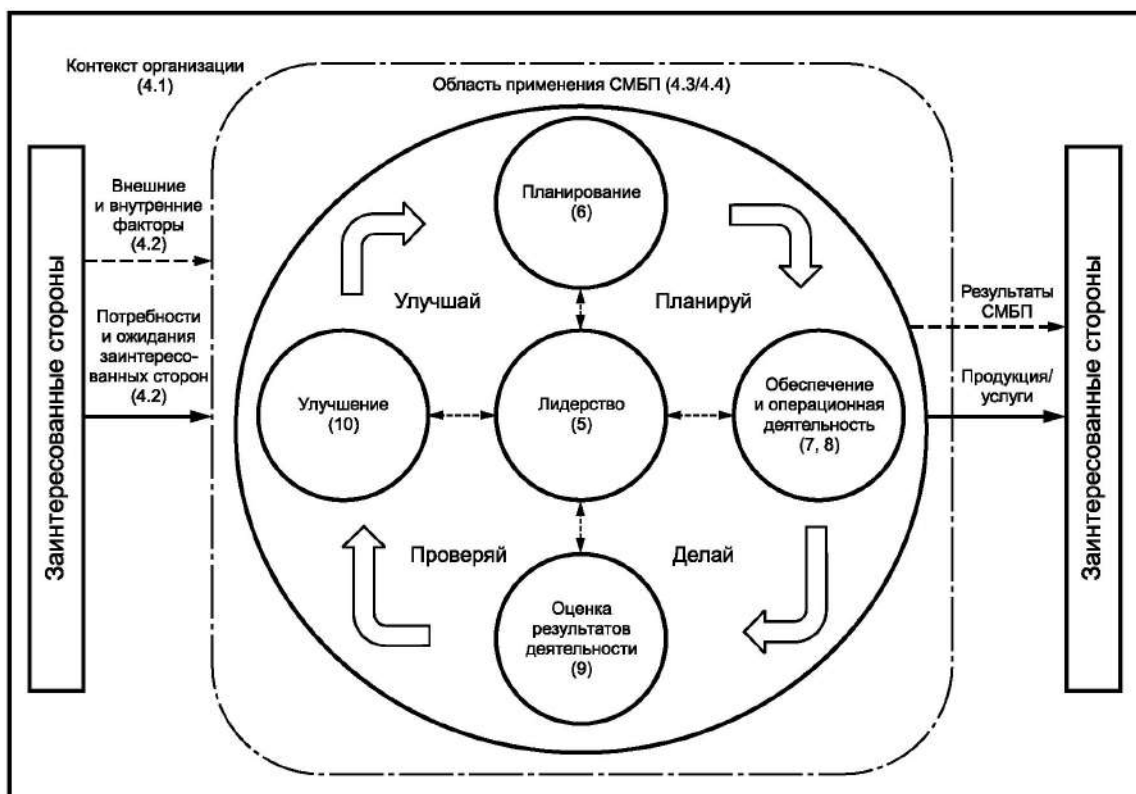 Контекст организации
(4.1)
Область применения СМБП (4.3/4.4)
Заинтересованные стороны
Внешние
и внутренние
факторы
(4.2)
Потребности
и ожидания
заинтересо-
ванных сторон
(4.2)
Планирование
(6)
Улучшай
Планируй
Улучшение
(10)
Лидерство
(5)
Обеспечение
и операционная
деятельность
(7, 8)
Проверяй
Делай
Оценка
результатов
деятельности
(9)
Результаты
СМБП
Продукция/
услуги
Заинтересованные стороны